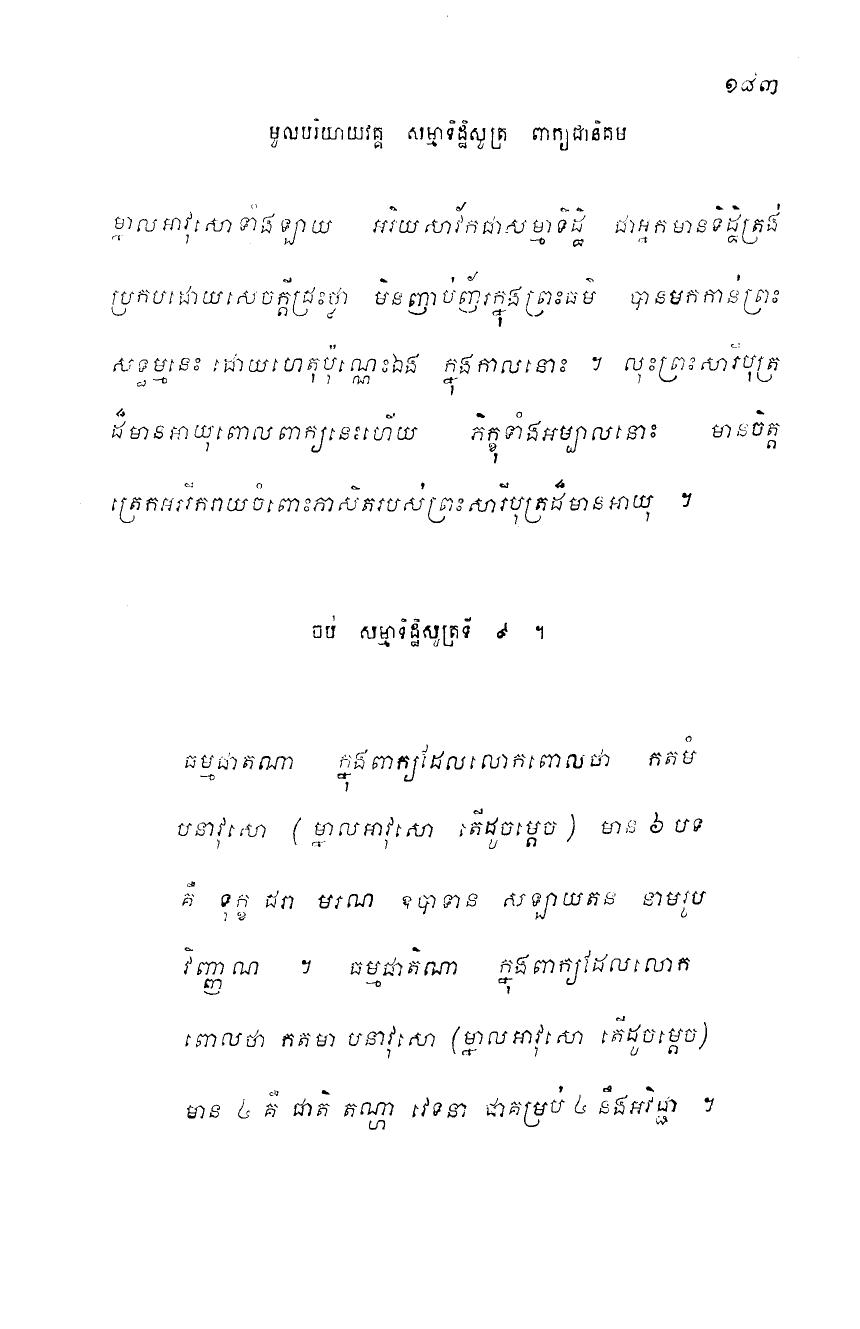 ១៨៣
មូលបរិយាយវគ្គ សម្មាទិដ្ឋិសូត្រ ពាក្យជានិគម
ម្នាលអាវុសោទាំងឡាយ អរិយសាវ័កជាសម្មាទិដ្ឋិ ជាអ្នកមានទិដ្ឋិត្រង់
ប្រកបដោយសេចក្តីជ្រះថ្លា មិនញាប់ញ័រក្នុងព្រះធម៌ បានមកកាន់ព្រះ
សទ្ធម្មនេះ ដោយហេតុប៉ុណ្ណេះឯង ក្នុងកាលនោះ ។ លុះព្រះសារីបុត្រ
ដ៏មានអាយុពោលពាក្យនេះហើយ ភិក្ខុទាំងអម្បាលនោះ មានចិត្ត
ត្រេកអររីករាយចំពោះភាសិតរបស់ព្រះសារីបុត្រដ៏មានអាយុ ។
ចប់ សម្មាទិដ្ឋិសូត្រទី ៩ ។
ធម្មជាតណា ក្នុងពាក្យដែលលោកពោលថា កតមំ
បនាវុសោ (ម្នាលអាវុសោ តើដូចម្តេច) មាន ៦ បទ
គឺ ទុក្ខ ជរា មរណ ឧបាទាន សឡាយតន នាមរូប
វិញ្ញាណ ។ ធម្មជាតិណា ក្នុងពាក្យដែលលោក
ពោលថា កតមា បនាវុសោ (ម្នាលអាវុសោ តើដូចម្តេច)
មាន ៤ គឺ ជាតិ តណ្ហា វេទនា ជាគម្រប់ ៤ នឹងអវិជ្ជា ។